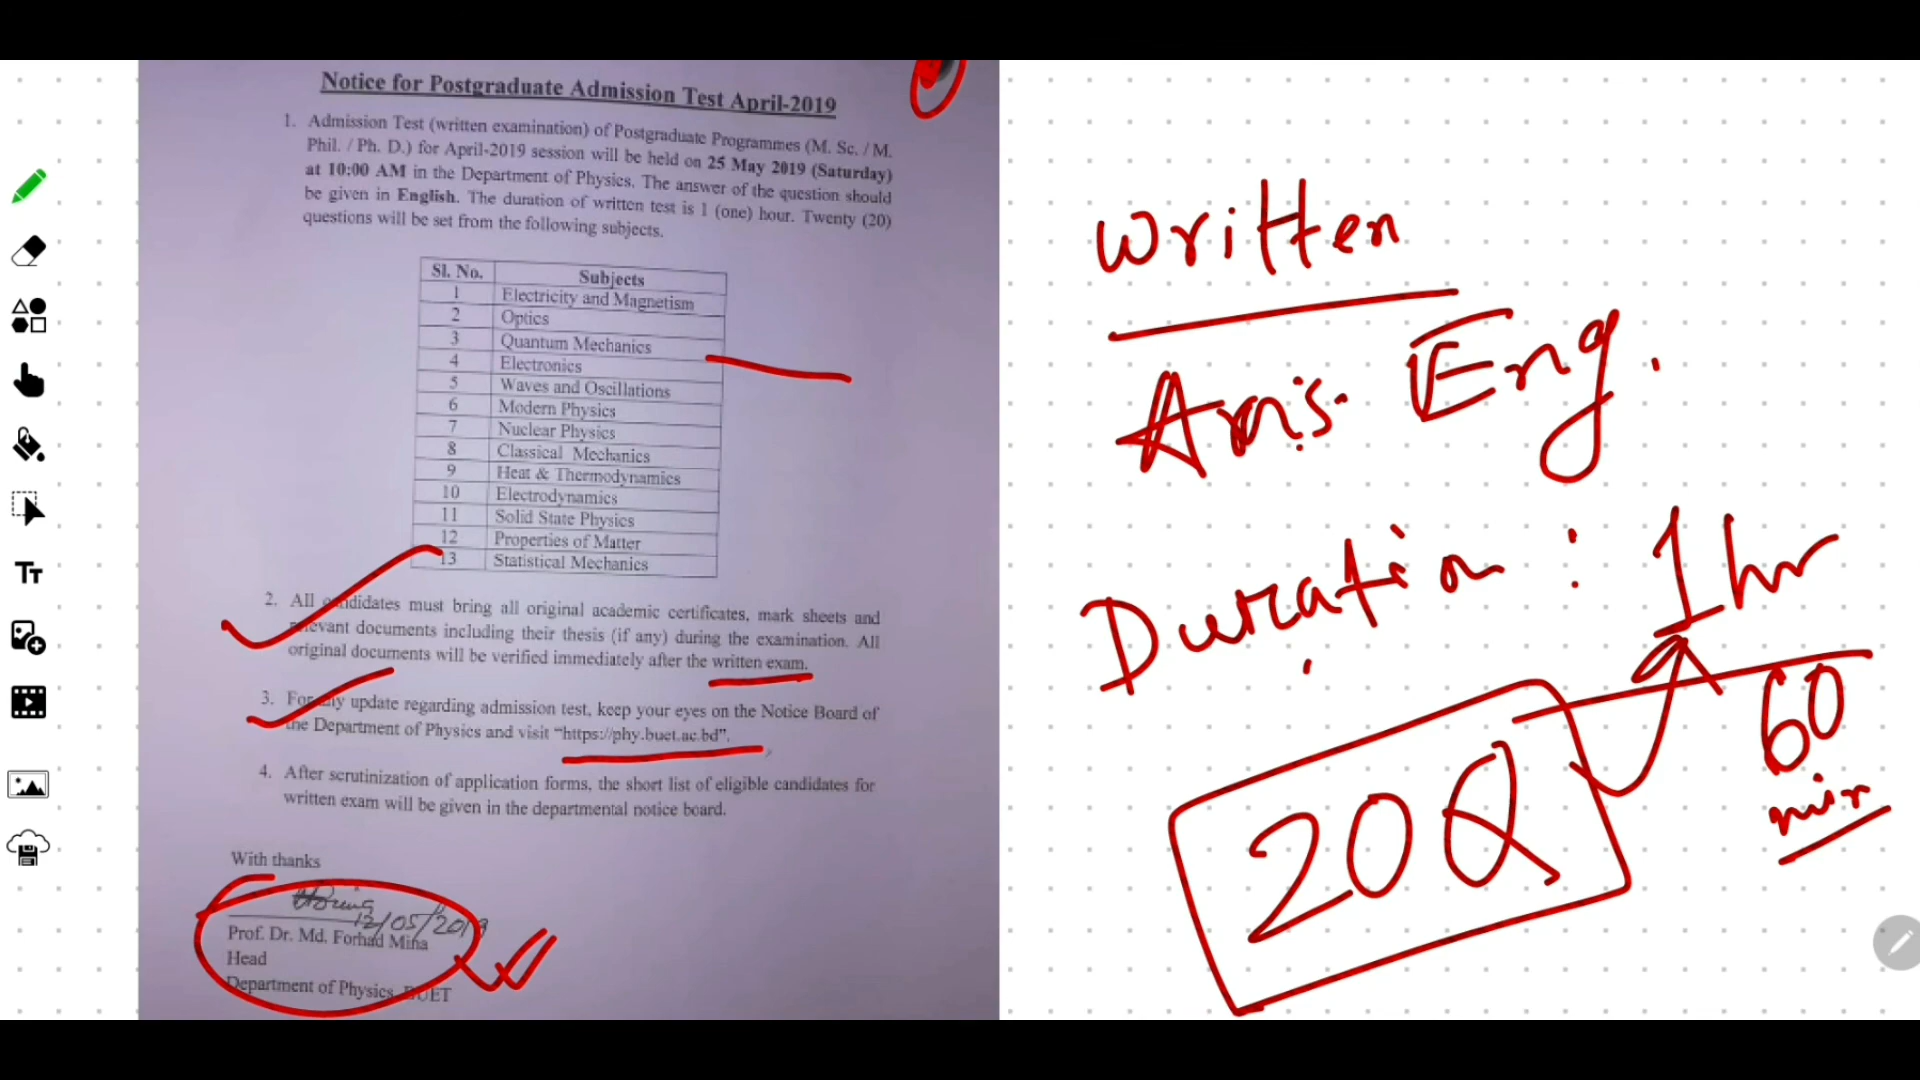 Notice for Postgraduate Admission Test April-2019
1. Admission Test (written examination) of Postgraduate Programmes (M. Sc. / M.
Phil. / Ph. D.) for April-2019 session will be held on 25 May 2019 (Saturday)
at 10:00 AM in the Department of Physics. The answer of the question should
be given in English. The duration of written test is 1 (one) hour. Twenty (20)
questions will be set from the following subjects.
Sl. No. Subjects
1 Electricity and Magnetism
2 Optics
3 Quantum Mechanics
4 Electronics
5 Waves and Oscillations
6 Modern Physics
7 Nuclear Physics
8 Classical Mechanics
9 Heat & Thermodynamics
10 Electrodynamics
11 Solid State Physics
12 Properties of Matter
13 Statistical Mechanics
2. All candidates must bring all original academic certificates, mark sheets and
relevant documents including their thesis (if any) during the examination. All
original documents will be verified immediately after the written exam.
3. For any update regarding admission test, keep your eyes on the Notice Board of
the Department of Physics and visit "https://phy.buet.ac.bd".
4. After scrutinization of application forms, the short list of eligible candidates for
written exam will be given in the departmental notice board.
With thanks
12/05/2019
Prof. Dr. Md. Forhad Mina
Head
Department of Physics, BUET
Written
Ans. Eng.
Duration : 1 hr
60
min
20Q
Tт